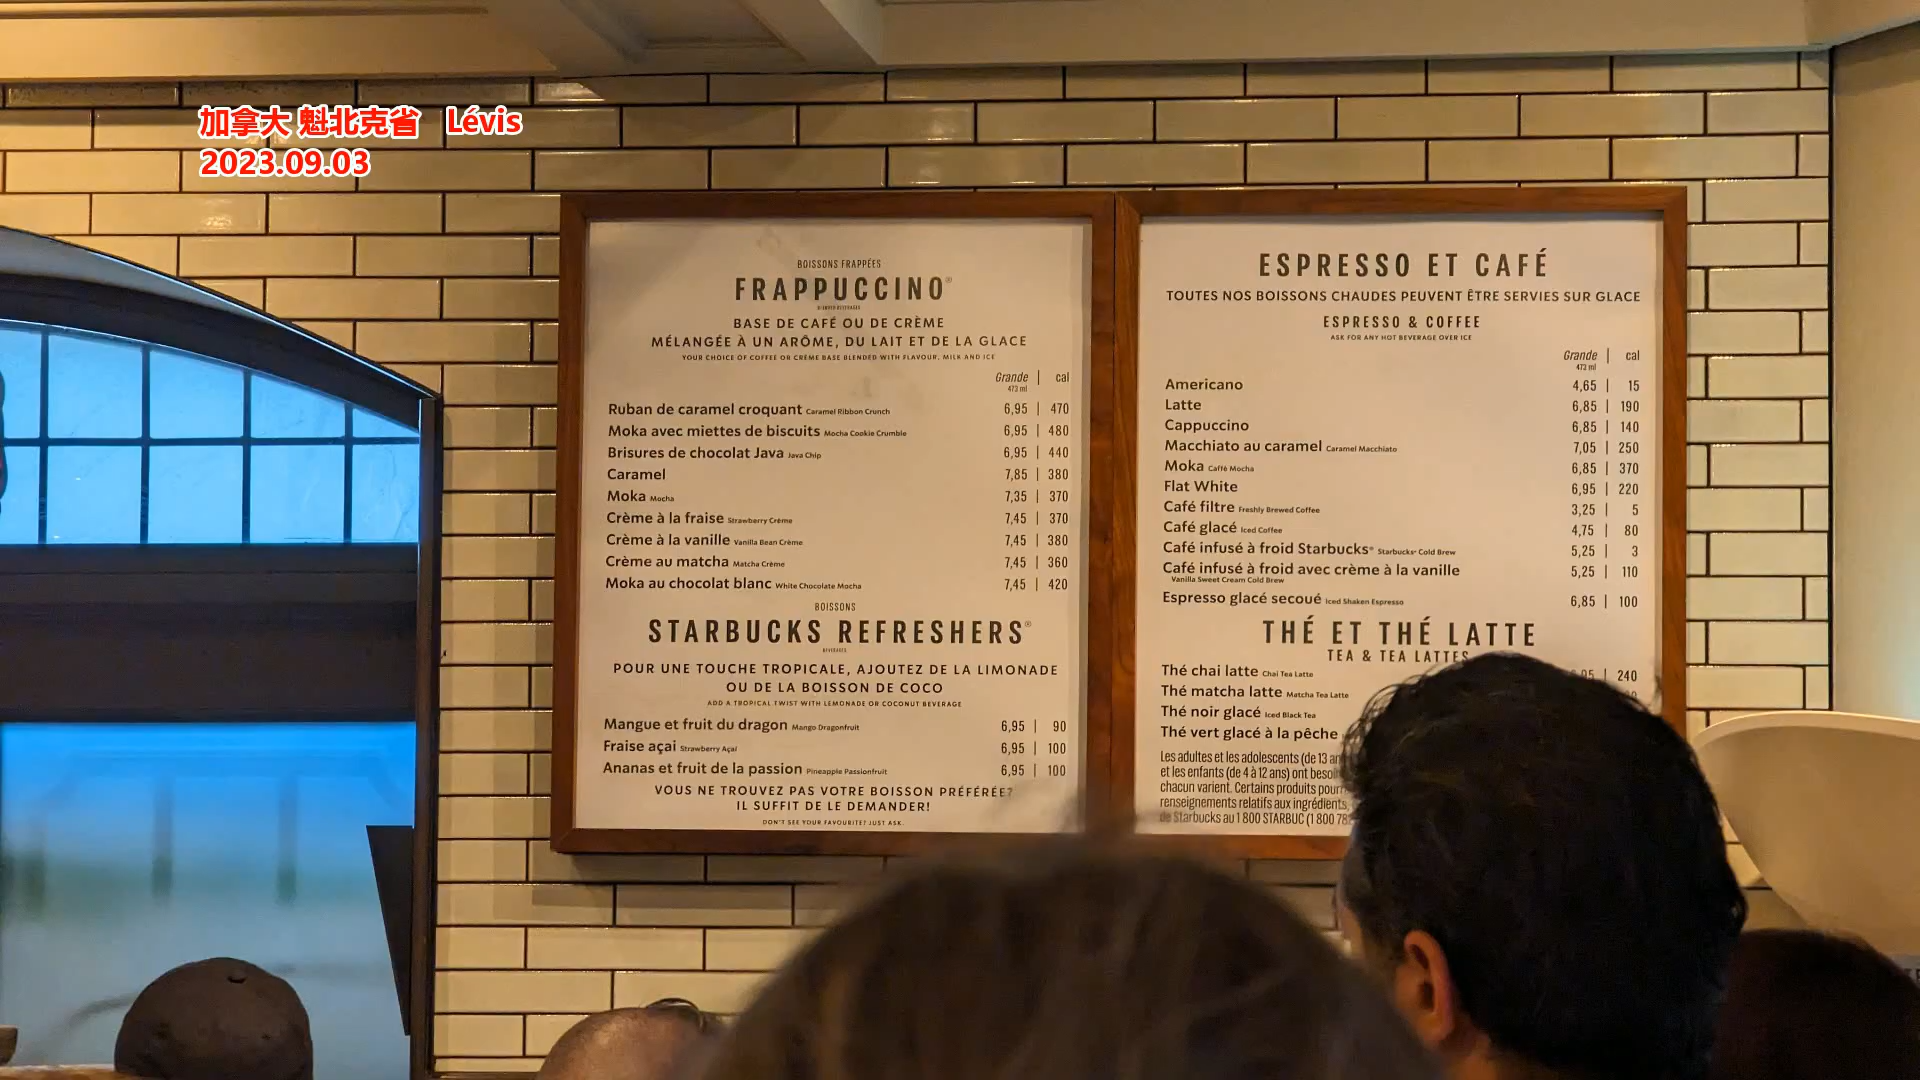 加拿大 魁北克省 Lévis
2023.09.03
BOISSONS FRAPPÉES
FRAPPUCCINO®
BLENDED BEVERAGES
BASE DE CAFÉ OU DE CRÈME
MÉLANGÉE À UN ARÔME, DU LAIT ET DE LA GLACE
YOUR CHOICE OF COFFEE OR CRÈME BASE BLENDED WITH FLAVOUR, MILK AND ICE
Grande | cal
473 ml
Ruban de caramel croquant Caramel Ribbon Crunch 6,95 | 470
Moka avec miettes de biscuits Mocha Cookie Crumble 6,95 | 480
Brisures de chocolat Java Java Chip 6,95 | 440
Caramel 7,85 | 380
Moka Mocha 7,35 | 370
Crème à la fraise Strawberry Crème 7,45 | 370
Crème à la vanille Vanilla Bean Crème 7,45 | 380
Crème au matcha Matcha Crème 7,45 | 360
Moka au chocolat blanc White Chocolate Mocha 7,45 | 420
BOISSONS
STARBUCKS REFRESHERS®
BEVERAGES
POUR UNE TOUCHE TROPICALE, AJOUTEZ DE LA LIMONADE
OU DE LA BOISSON DE COCO
ADD A TROPICAL TWIST WITH LEMONADE OR COCONUT BEVERAGE
Mangue et fruit du dragon Mango Dragonfruit 6,95 | 90
Fraise açai Strawberry Açaí 6,95 | 100
Ananas et fruit de la passion Pineapple Passionfruit 6,95 | 100
VOUS NE TROUVEZ PAS VOTRE BOISSON PRÉFÉRÉE?
IL SUFFIT DE LE DEMANDER!
DON'T SEE YOUR FAVOURITE? JUST ASK.
ESPRESSO ET CAFÉ
TOUTES NOS BOISSONS CHAUDES PEUVENT ÊTRE SERVIES SUR GLACE
ESPRESSO & COFFEE
ASK FOR ANY HOT BEVERAGE OVER ICE
Grande | cal
473 ml
Americano 4,65 | 15
Latte 6,85 | 190
Cappuccino 6,85 | 140
Macchiato au caramel Caramel Macchiato 7,05 | 250
Moka Caffè Mocha 6,85 | 370
Flat White 6,95 | 220
Café filtre Freshly Brewed Coffee 3,25 | 5
Café glacé Iced Coffee 4,75 | 80
Café infusé à froid Starbucks® Starbucks® Cold Brew 5,25 | 3
Café infusé à froid avec crème à la vanille 5,25 | 110
Vanilla Sweet Cream Cold Brew
Espresso glacé secoué Iced Shaken Espresso 6,85 | 100
THÉ ET THÉ LATTE
TEA & TEA LATTES
Thé chai latte Chai Tea Latte | 240
Thé matcha latte Matcha Tea Latte
Thé noir glacé Iced Black Tea
Thé vert glacé à la pêche
Les adultes et les adolescents (de 13
et les enfants (de 4 à 12 ans) ont
chacun varient. Certains produits
renseignements relatifs aux ingrédients,
de Starbucks au 1 800 STARBUC (1 800